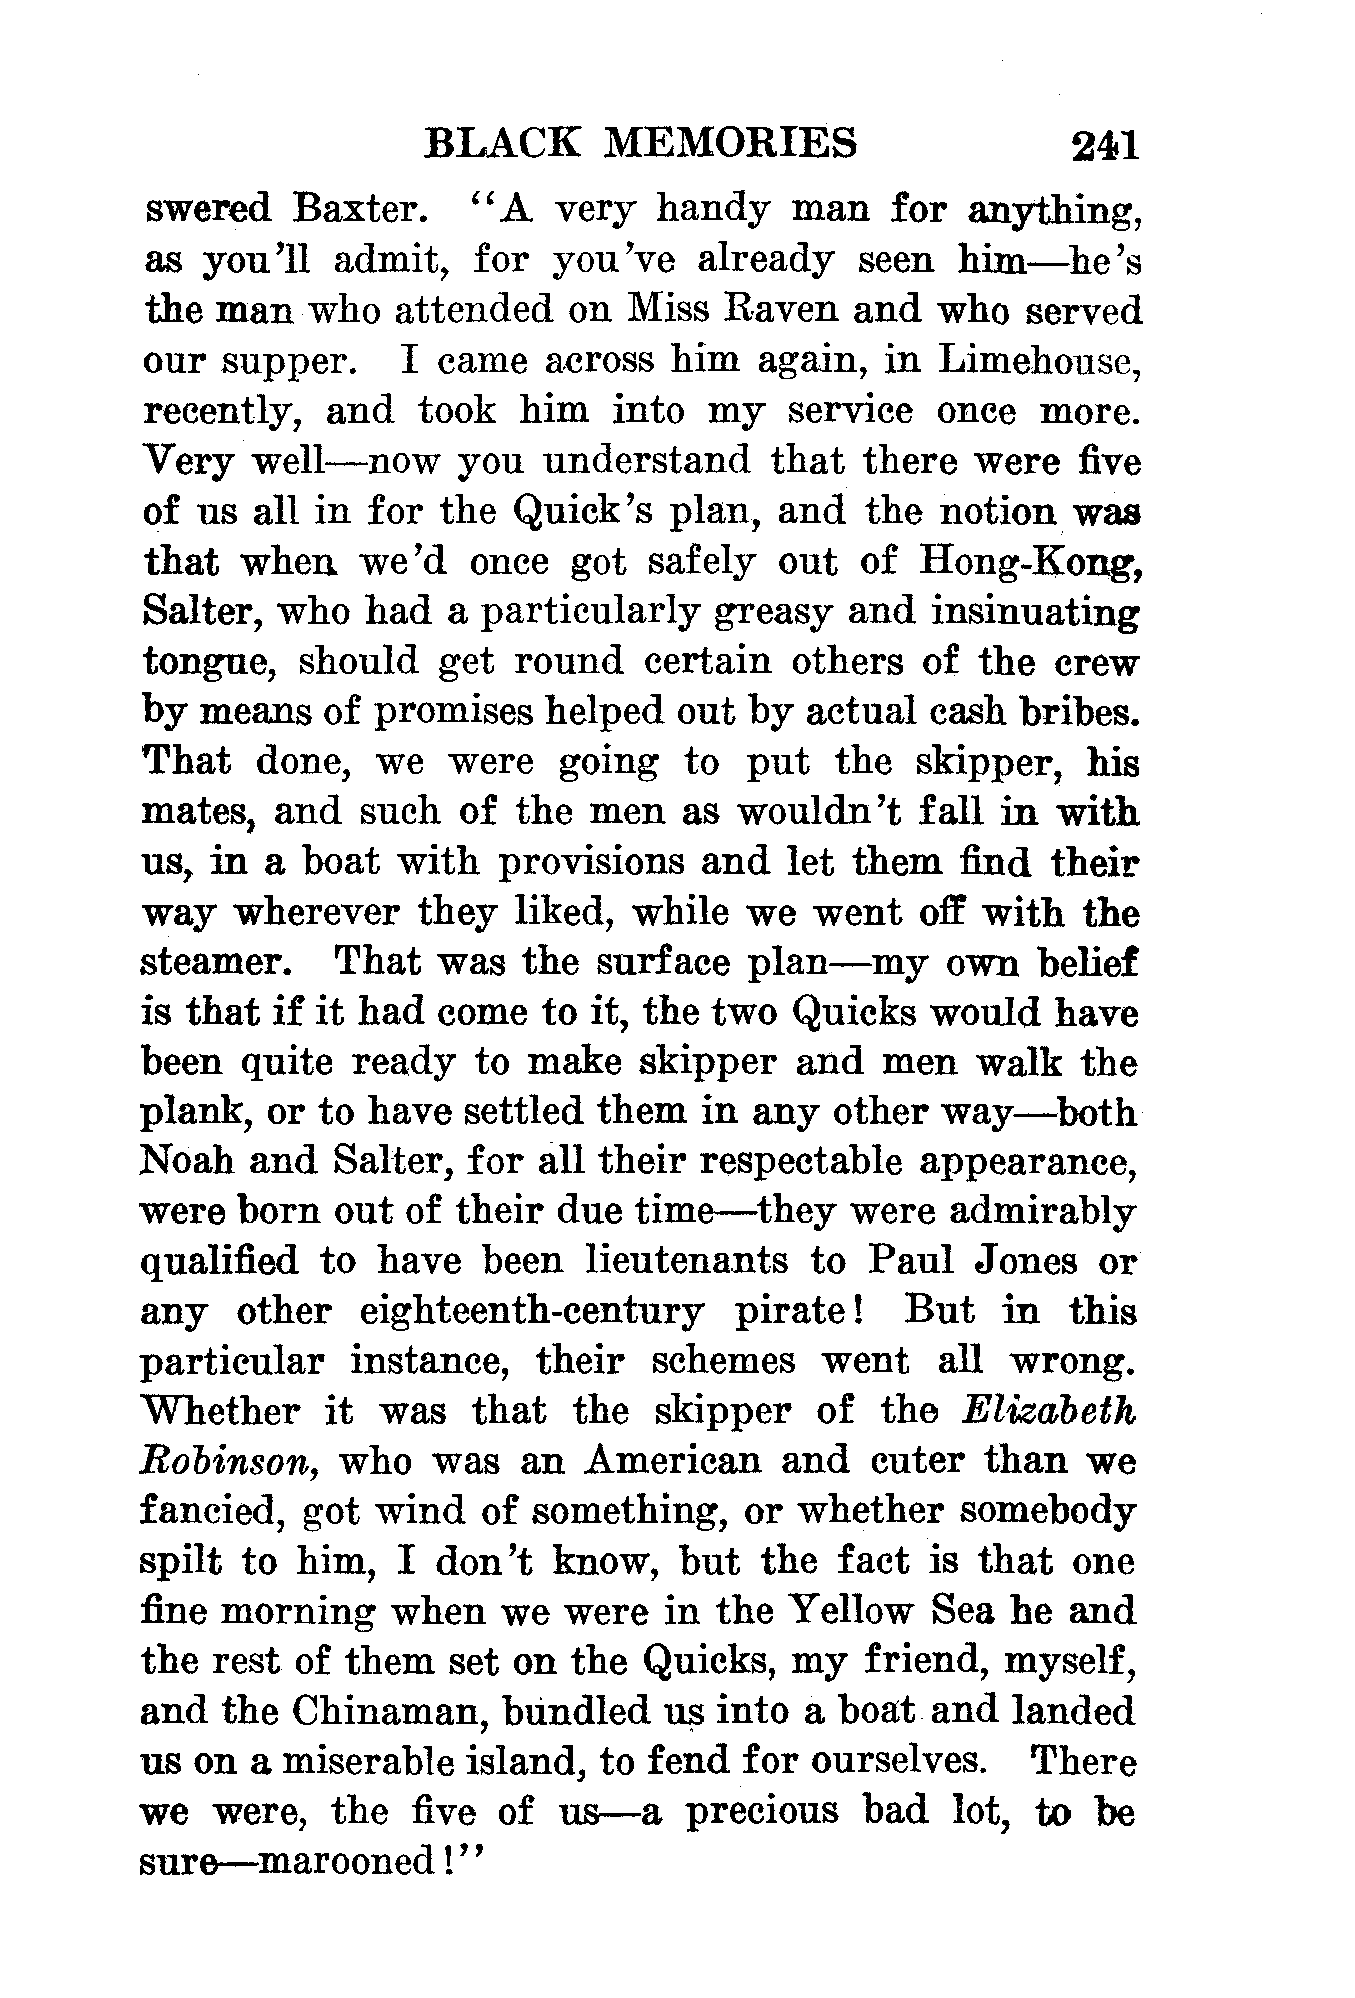 BLACK MEMORIES 241
swered Baxter. "A very handy man for anything,
as you'll admit, for you've already seen him—he's
the man who attended on Miss Raven and who served
our supper. I came across him again, in Limehouse,
recently, and took him into my service once more.
Very well—now you understand that there were five
of us all in for the Quick's plan, and the notion was
that when we'd once got safely out of Hong-Kong,
Salter, who had a particularly greasy and insinuating
tongue, should get round certain others of the crew
by means of promises helped out by actual cash bribes.
That done, we were going to put the skipper, his
mates, and such of the men as wouldn't fall in with
us, in a boat with provisions and let them find their
way wherever they liked, while we went off with the
steamer. That was the surface plan—my own belief
is that if it had come to it, the two Quicks would have
been quite ready to make skipper and men walk the
plank, or to have settled them in any other way—both
Noah and Salter, for all their respectable appearance,
were born out of their due time—they were admirably
qualified to have been lieutenants to Paul Jones or
any other eighteenth-century pirate! But in this
particular instance, their schemes went all wrong.
Whether it was that the skipper of the Elizabeth
Robinson, who was an American and cuter than we
fancied, got wind of something, or whether somebody
spilt to him, I don't know, but the fact is that one
fine morning when we were in the Yellow Sea he and
the rest of them set on the Quicks, my friend, myself,
and the Chinaman, bundled us into a boat and landed
us on a miserable island, to fend for ourselves. There
we were, the five of us—a precious bad lot, to be
sure—marooned!"